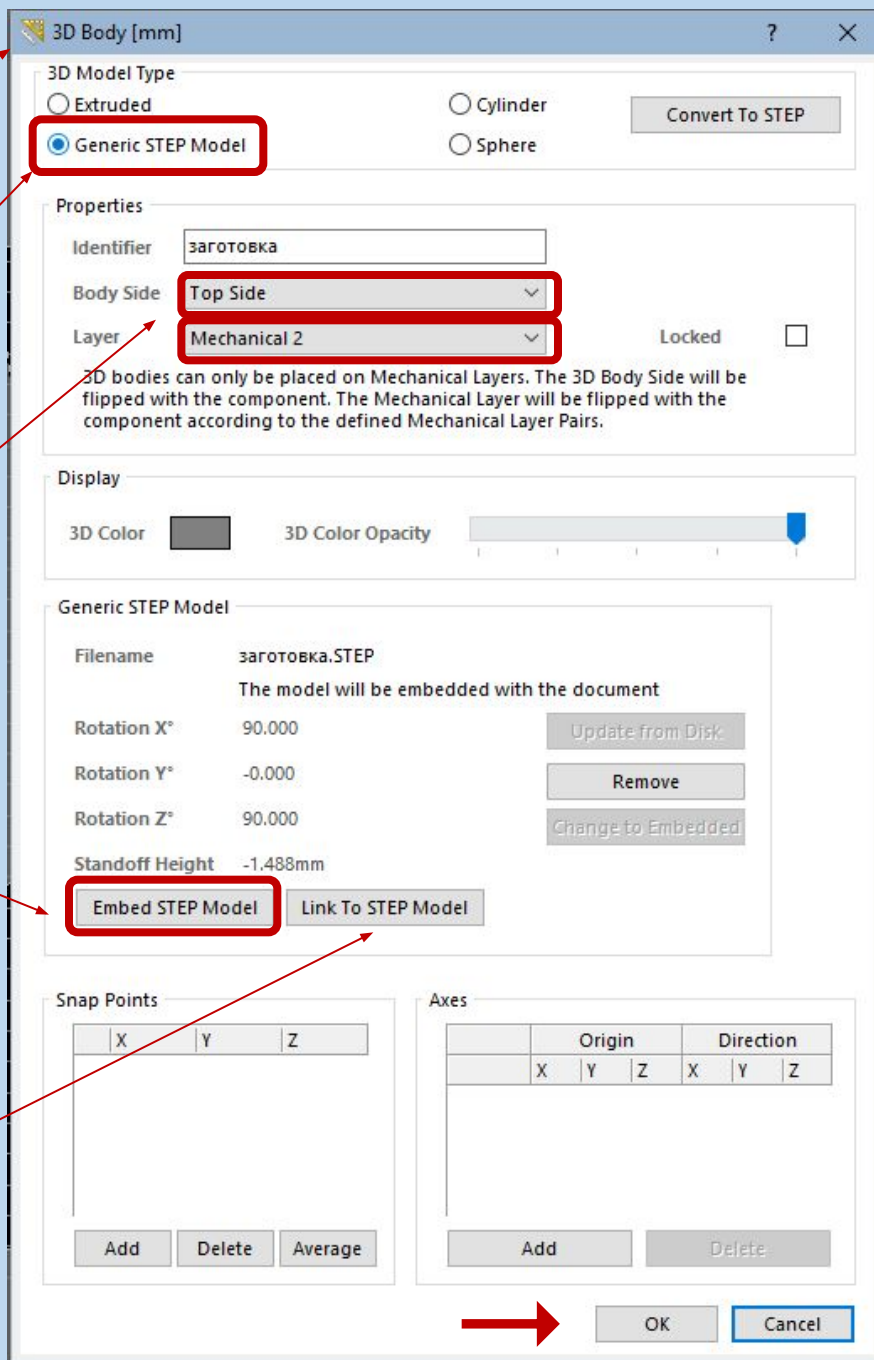 3D Body [mm]
?
3D Model Type
Extruded
Cylinder
Convert To STEP
Generic STEP Model
Sphere
Properties
Identifier заготовка
Body Side Top Side
Layer Mechanical 2 Locked
3D bodies can only be placed on Mechanical Layers. The 3D Body Side will be
flipped with the component. The Mechanical Layer will be flipped with the
component according to the defined Mechanical Layer Pairs.
Display
3D Color 3D Color Opacity
Generic STEP Model
Filename заготовка.STEP
The model will be embedded with the document
Rotation X° 90.000 Update from Disk
Rotation Y° -0.000 Remove
Rotation Z° 90.000 Change to Embedded
Standoff Height -1.488mm
Embed STEP Model Link To STEP Model
Snap Points
X Y Z
Add Delete Average
Axes
Origin Direction
X Y Z X Y Z
Add Delete
OK Cancel